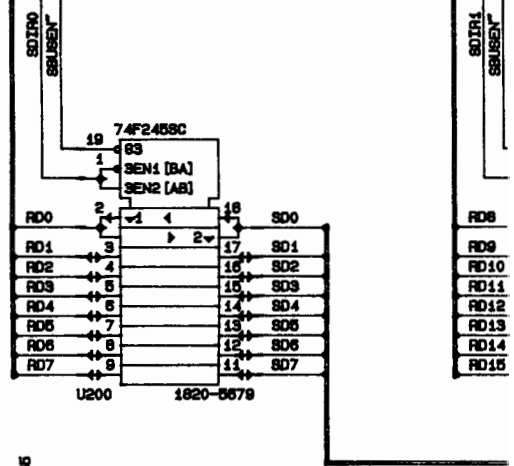 SDIR0
SBUSEN~
SDIR1
SBUSEN~
74F245SC
19
G3
1
3EN1 [BA]
3EN2 [AB]
RD0 2 1 18 SD0 RD8
2
RD1 3 17 SD1 RD9
RD2 4 16 SD2 RD10
RD3 5 15 SD3 RD11
RD4 6 14 SD4 RD12
RD5 7 13 SD5 RD13
RD6 8 12 SD6 RD14
RD7 9 11 SD7 RD15
U200 1820-5679